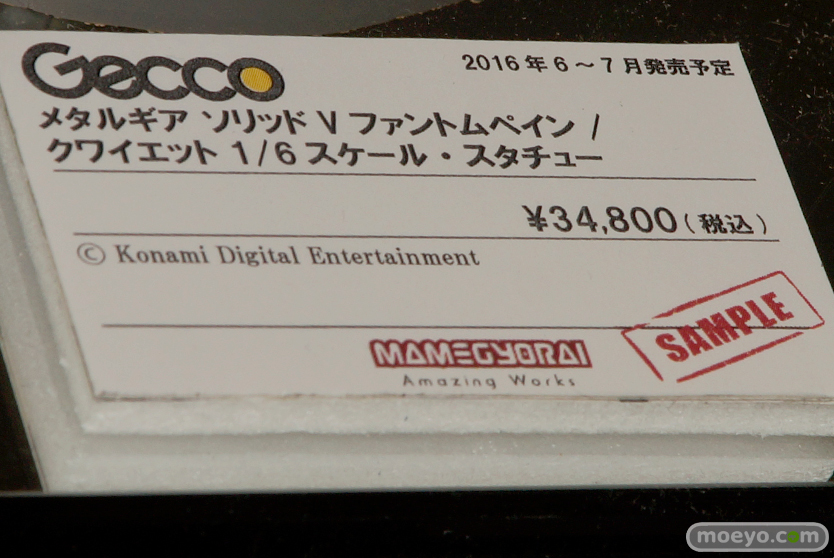 Gecco
2016年6～7月発売予定
メタルギア ソリッド V ファントムペイン /
クワイエット 1/6 スケール・スタチュー
¥34,800(税込)
© Konami Digital Entertainment
SAMPLE
MAMEGYORAI
Amazing Works
moeyo.com